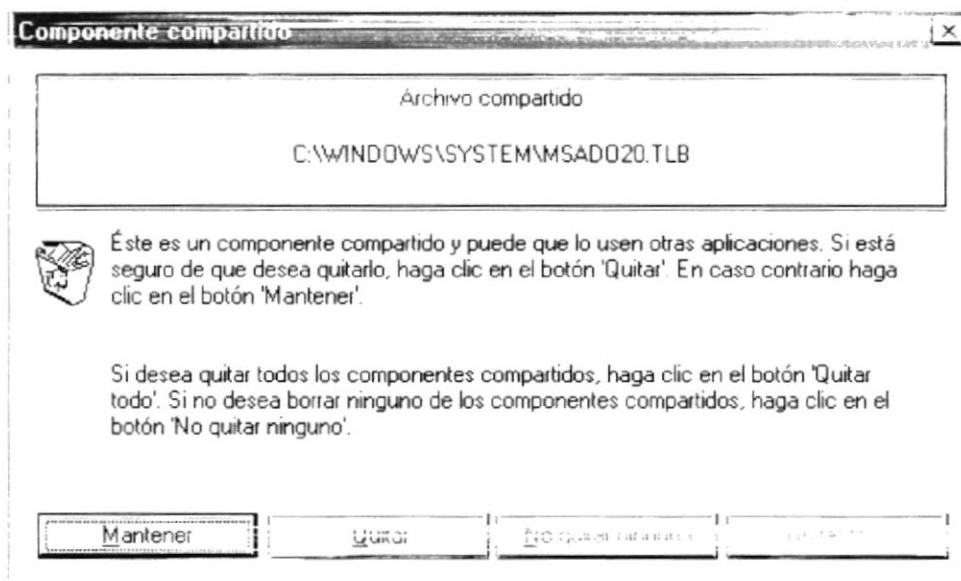 Componente compartido
Archivo compartido
C:\WINDOWS\SYSTEM\MSADO20.TLB
Éste es un componente compartido y puede que lo usen otras aplicaciones. Si está
seguro de que desea quitarlo, haga clic en el botón 'Quitar'. En caso contrario haga
clic en el botón 'Mantener'.
Si desea quitar todos los componentes compartidos, haga clic en el botón 'Quitar
todo'. Si no desea borrar ninguno de los componentes compartidos, haga clic en el
botón 'No quitar ninguno'.
Mantener
Quitar
No quitar ninguno